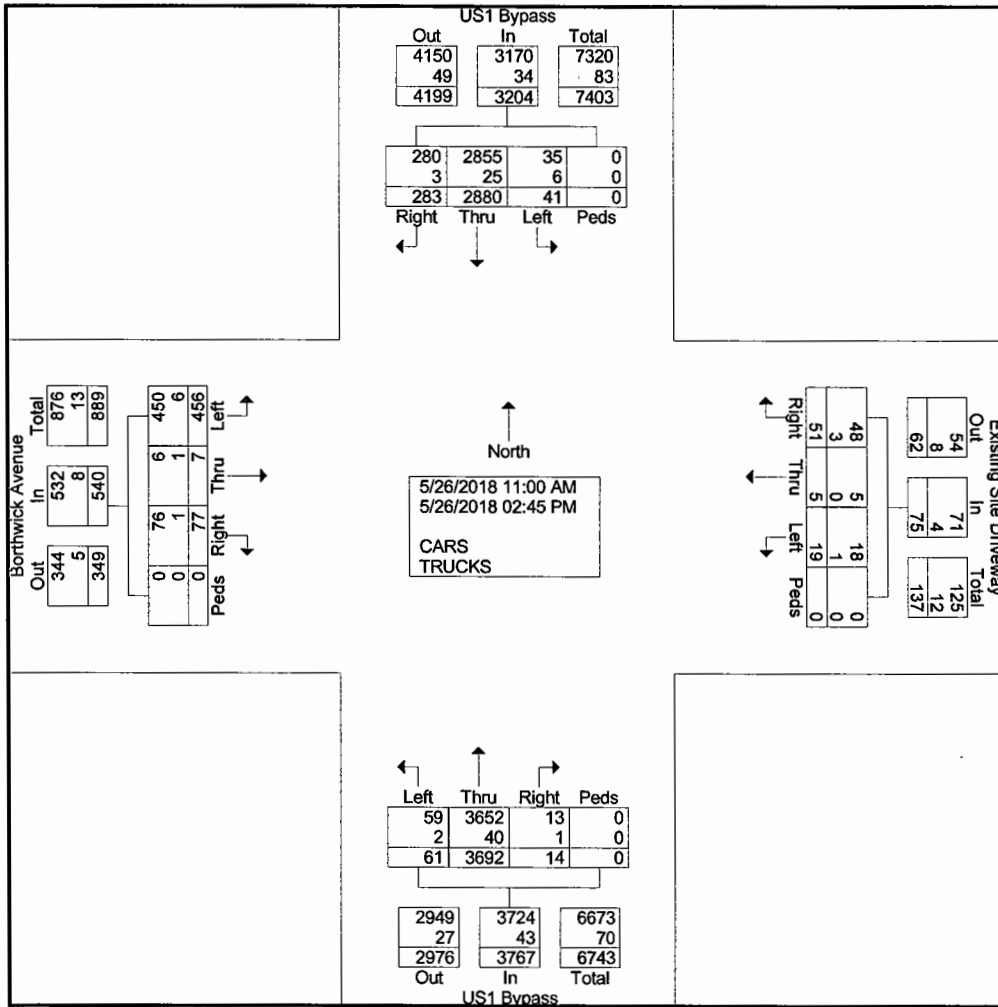 US1 Bypass
Out In Total
4150 3170 7320
49 34 83
4199 3204 7403
280 2855 35 0
3 25 6 0
283 2880 41 0
Right Thru Left Peds
Borthwick Avenue
Total In Out
876 532 344
13 8 5
889 540 349
Left Thru Right Peds
450 6 76 0
6 1 1 0
456 7 77 0
North
5/26/2018 11:00 AM
5/26/2018 02:45 PM
CARS
TRUCKS
Right Thru Left Peds
48 5 18 0
3 0 1 0
51 5 19 0
Existing Site Driveway
Out In Total
54 71 125
8 4 12
62 75 137
Left Thru Right Peds
59 3652 13 0
2 40 1 0
61 3692 14 0
2949 3724 6673
27 43 70
2976 3767 6743
Out In Total
US1 Bypass